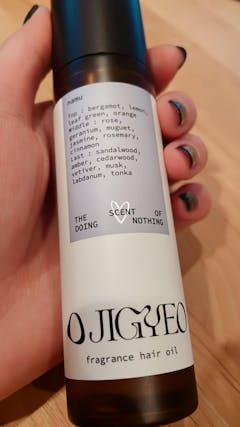 namu
Top : bergamot, lemon,
leaf green, orange
Middle : rose,
geranium, muguet,
jasmine, rosemary,
cinnamon
Last : sandalwood,
amber, cedarwood,
vetiver, musk,
labdanum, tonka
THE SCENT OF
DOING NOTHING
OJIGYEO
fragrance hair oil